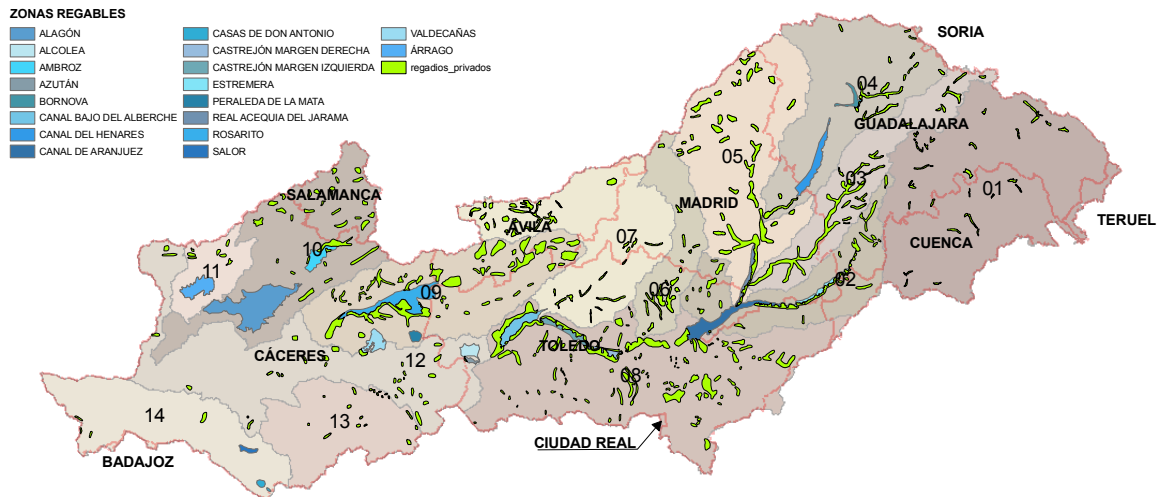 ZONAS REGABLES
ALAGÓN
ALCOLEA
AMBROZ
AZUTÁN
BORNOVA
CANAL BAJO DEL ALBERCHE
CANAL DEL HENARES
CANAL DE ARANJUEZ
CASAS DE DON ANTONIO
CASTREJÓN MARGEN DERECHA
CASTREJÓN MARGEN IZQUIERDA
ESTREMERA
PERALEDA DE LA MATA
REAL ACEQUIA DEL JARAMA
ROSARITO
SALOR
VALDECAÑAS
ÁRRAGO
regadios_privados
SORIA
04
GUADALAJARA
05
03
01
SALAMANCA
MADRID
TERUEL
ÁVILA
07
CUENCA
10
11
02
09
06
TOLEDO
CÁCERES
12
08
14
13
CIUDAD REAL
BADAJOZ